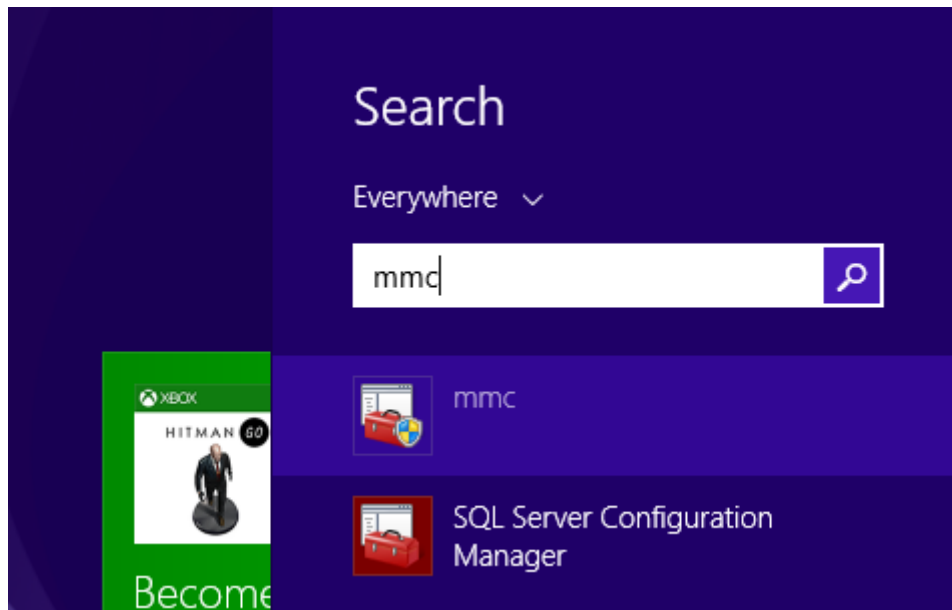 Search
Everywhere
mmc
mmc
SQL Server Configuration
Manager
XBOX
HITMAN GO
Become